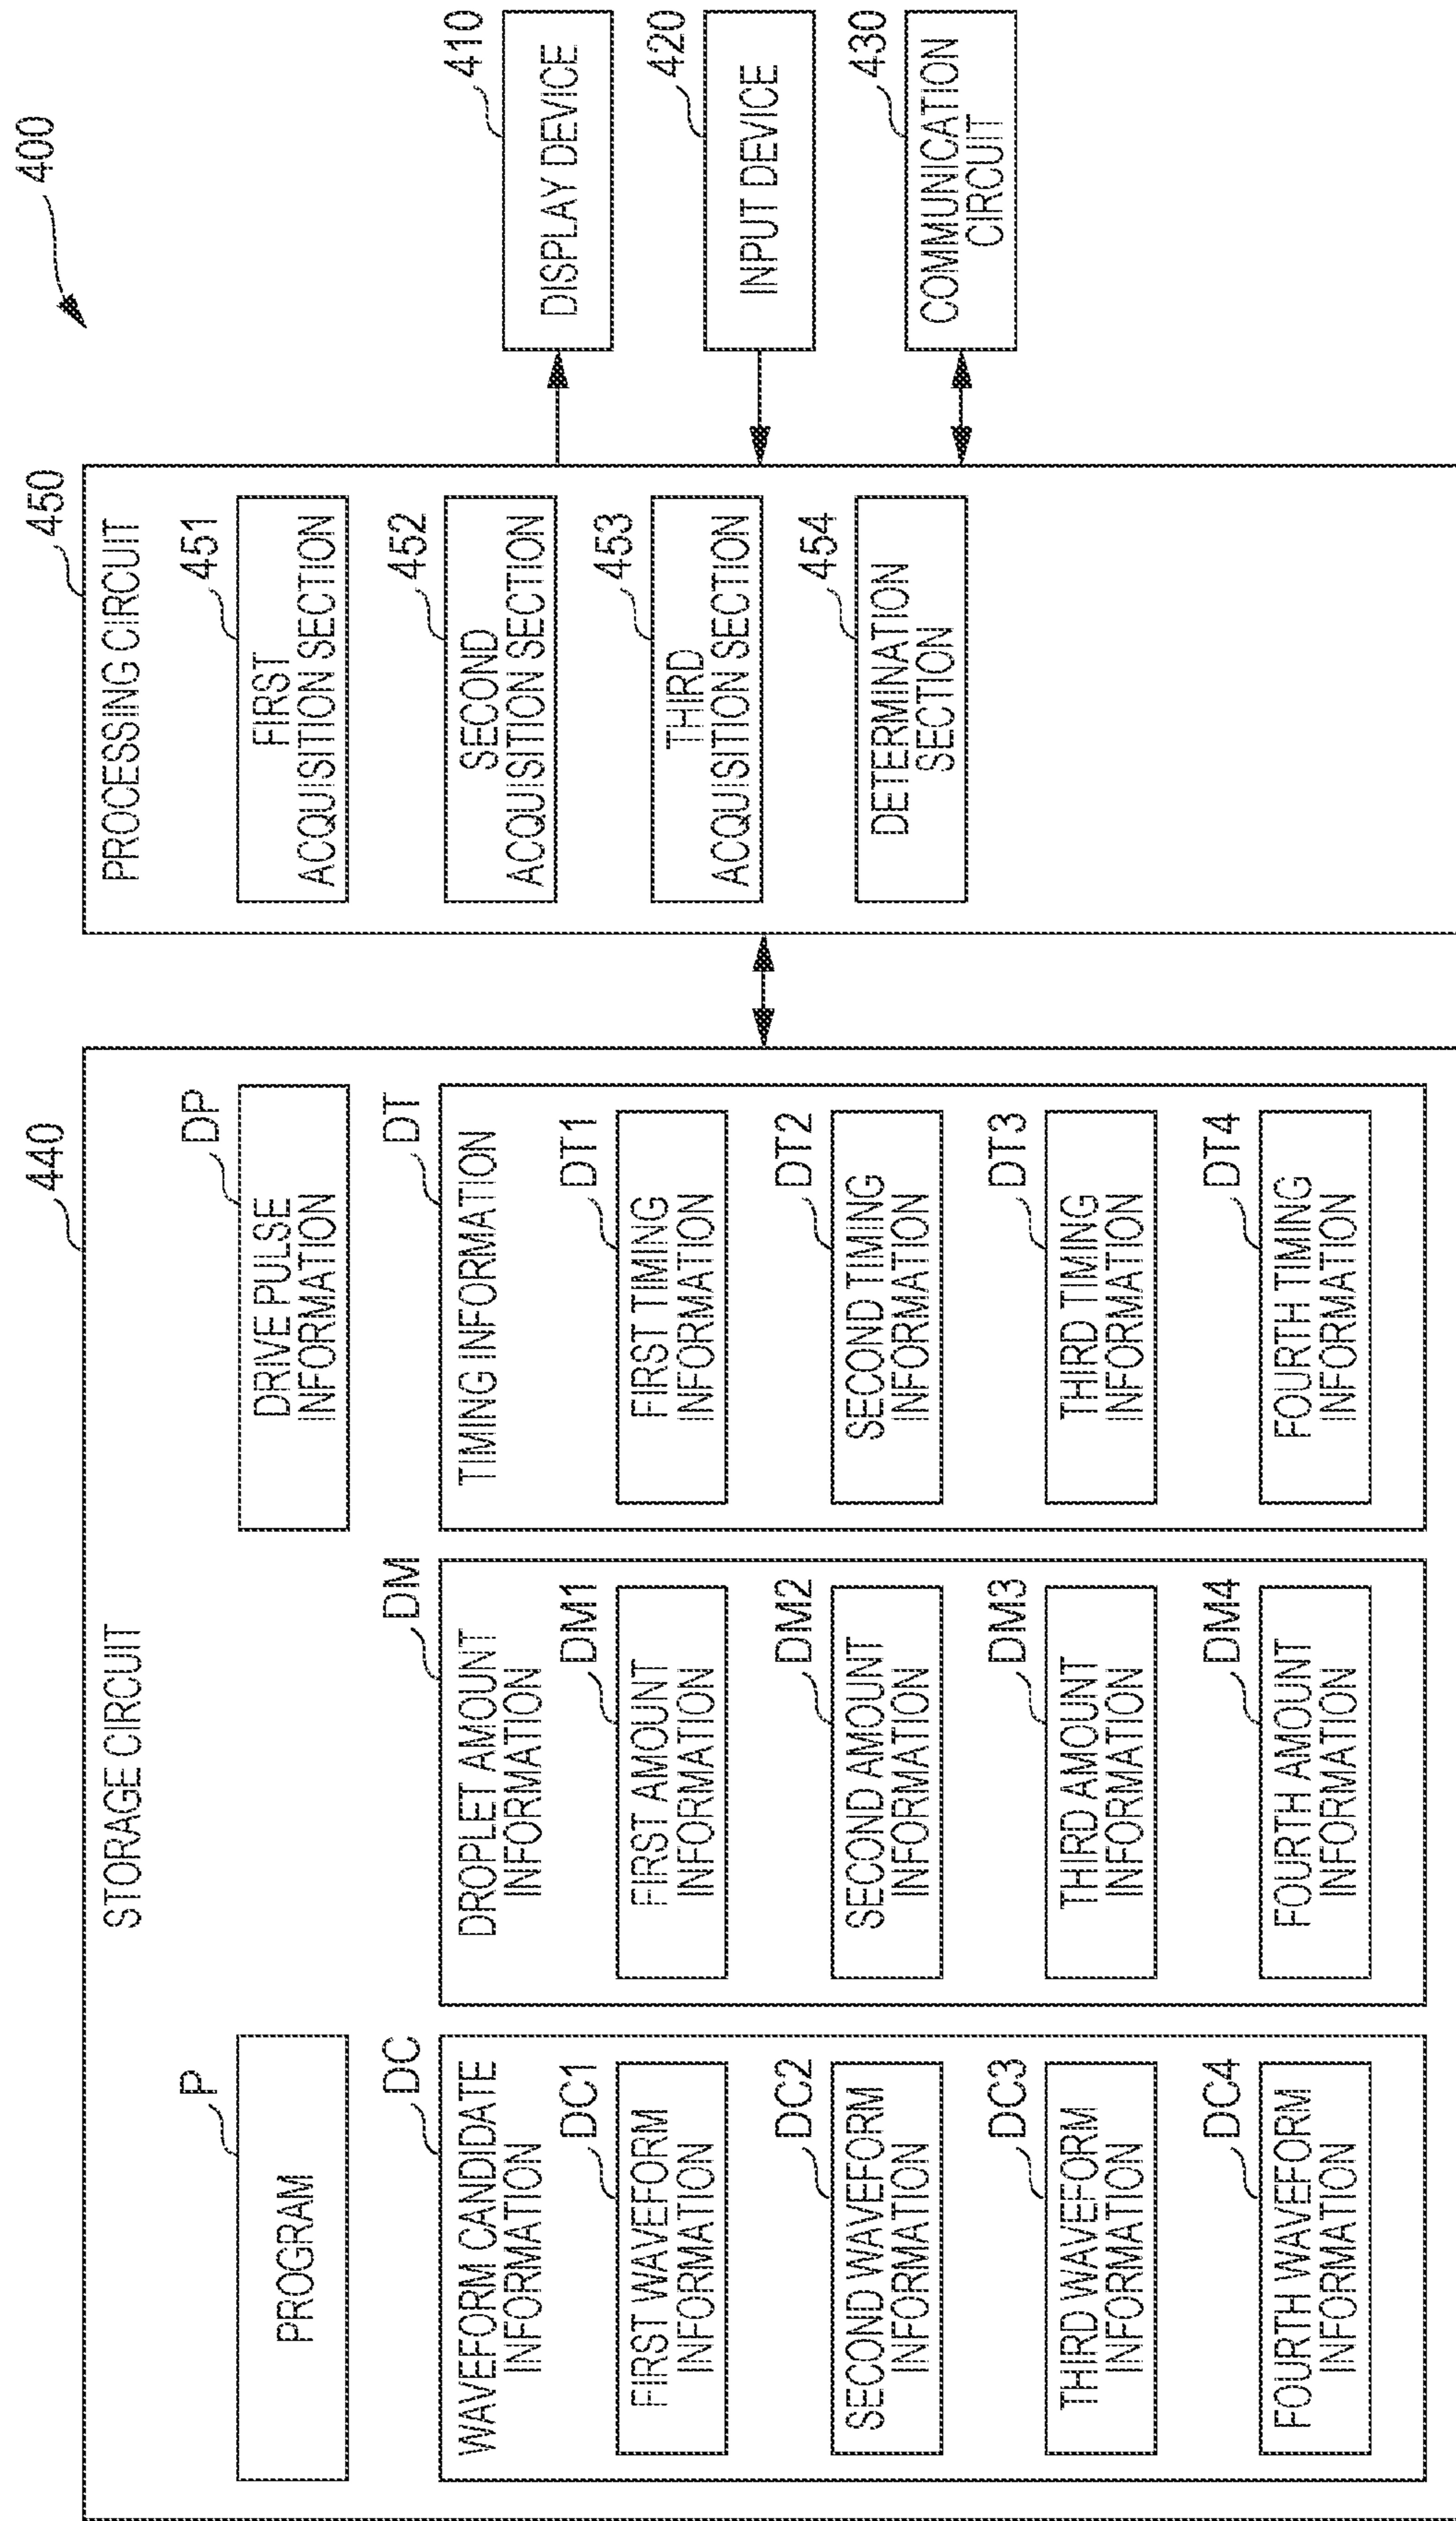 400
440
STORAGE CIRCUIT
P
PROGRAM
DP
DRIVE PULSE
INFORMATION
DC
WAVEFORM CANDIDATE
INFORMATION
DC1
FIRST WAVEFORM
INFORMATION
DC2
SECOND WAVEFORM
INFORMATION
DC3
THIRD WAVEFORM
INFORMATION
DC4
FOURTH WAVEFORM
INFORMATION
DM
DROPLET AMOUNT
INFORMATION
DM1
FIRST AMOUNT
INFORMATION
DM2
SECOND AMOUNT
INFORMATION
DM3
THIRD AMOUNT
INFORMATION
DM4
FOURTH AMOUNT
INFORMATION
DT
TIMING INFORMATION
DT1
FIRST TIMING
INFORMATION
DT2
SECOND TIMING
INFORMATION
DT3
THIRD TIMING
INFORMATION
DT4
FOURTH TIMING
INFORMATION
450
PROCESSING CIRCUIT
451
FIRST
ACQUISITION SECTION
452
SECOND
ACQUISITION SECTION
453
THIRD
ACQUISITION SECTION
454
DETERMINATION
SECTION
410
DISPLAY DEVICE
420
INPUT DEVICE
430
COMMUNICATION
CIRCUIT